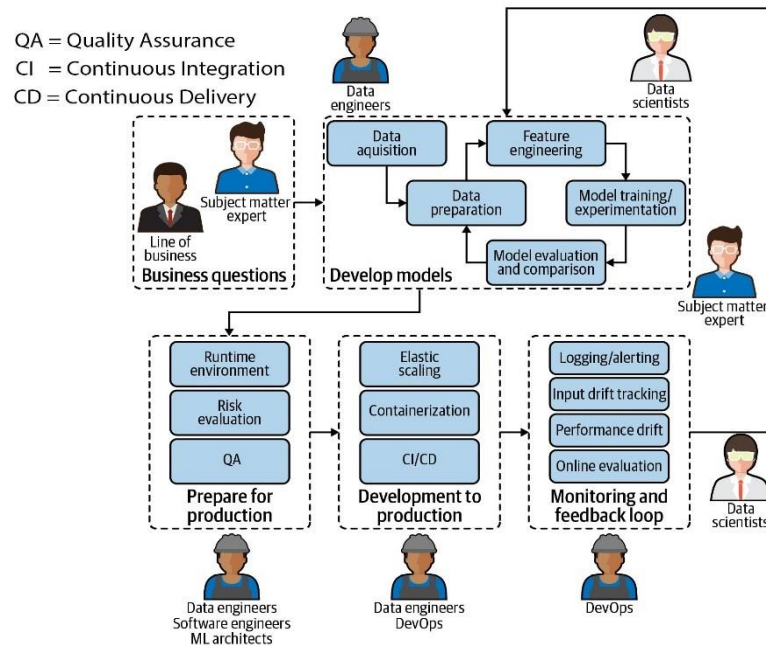 QA = Quality Assurance
CI = Continuous Integration
CD = Continuous Delivery
Data
engineers
Data
scientists
Subject matter
expert
Line of
business
Business questions
Data
aquisition
Feature
engineering
Data
preparation
Model training/
experimentation
Model evaluation
and comparison
Develop models
Subject matter
expert
Runtime
environment
Risk
evaluation
QA
Prepare for
production
Elastic
scaling
Containerization
CI/CD
Development to
production
Logging/alerting
Input drift tracking
Performance drift
Online evaluation
Monitoring and
feedback loop
Data
scientists
Data engineers
Software engineers
ML architects
Data engineers
DevOps
DevOps